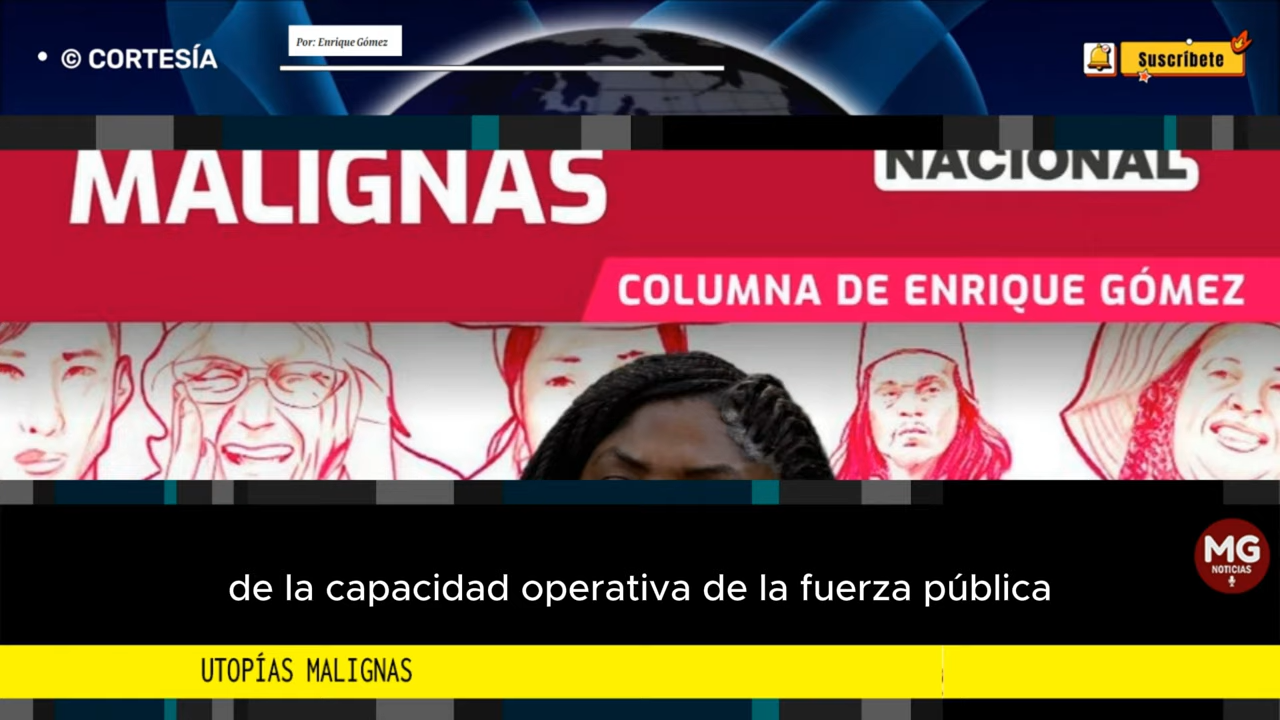 © CORTESÍA
Por: Enrique Gómez
Suscríbete
MALIGNAS
NACIONAL
COLUMNA DE ENRIQUE GÓMEZ
de la capacidad operativa de la fuerza pública
MG
NOTICIAS
UTOPÍAS MALIGNAS